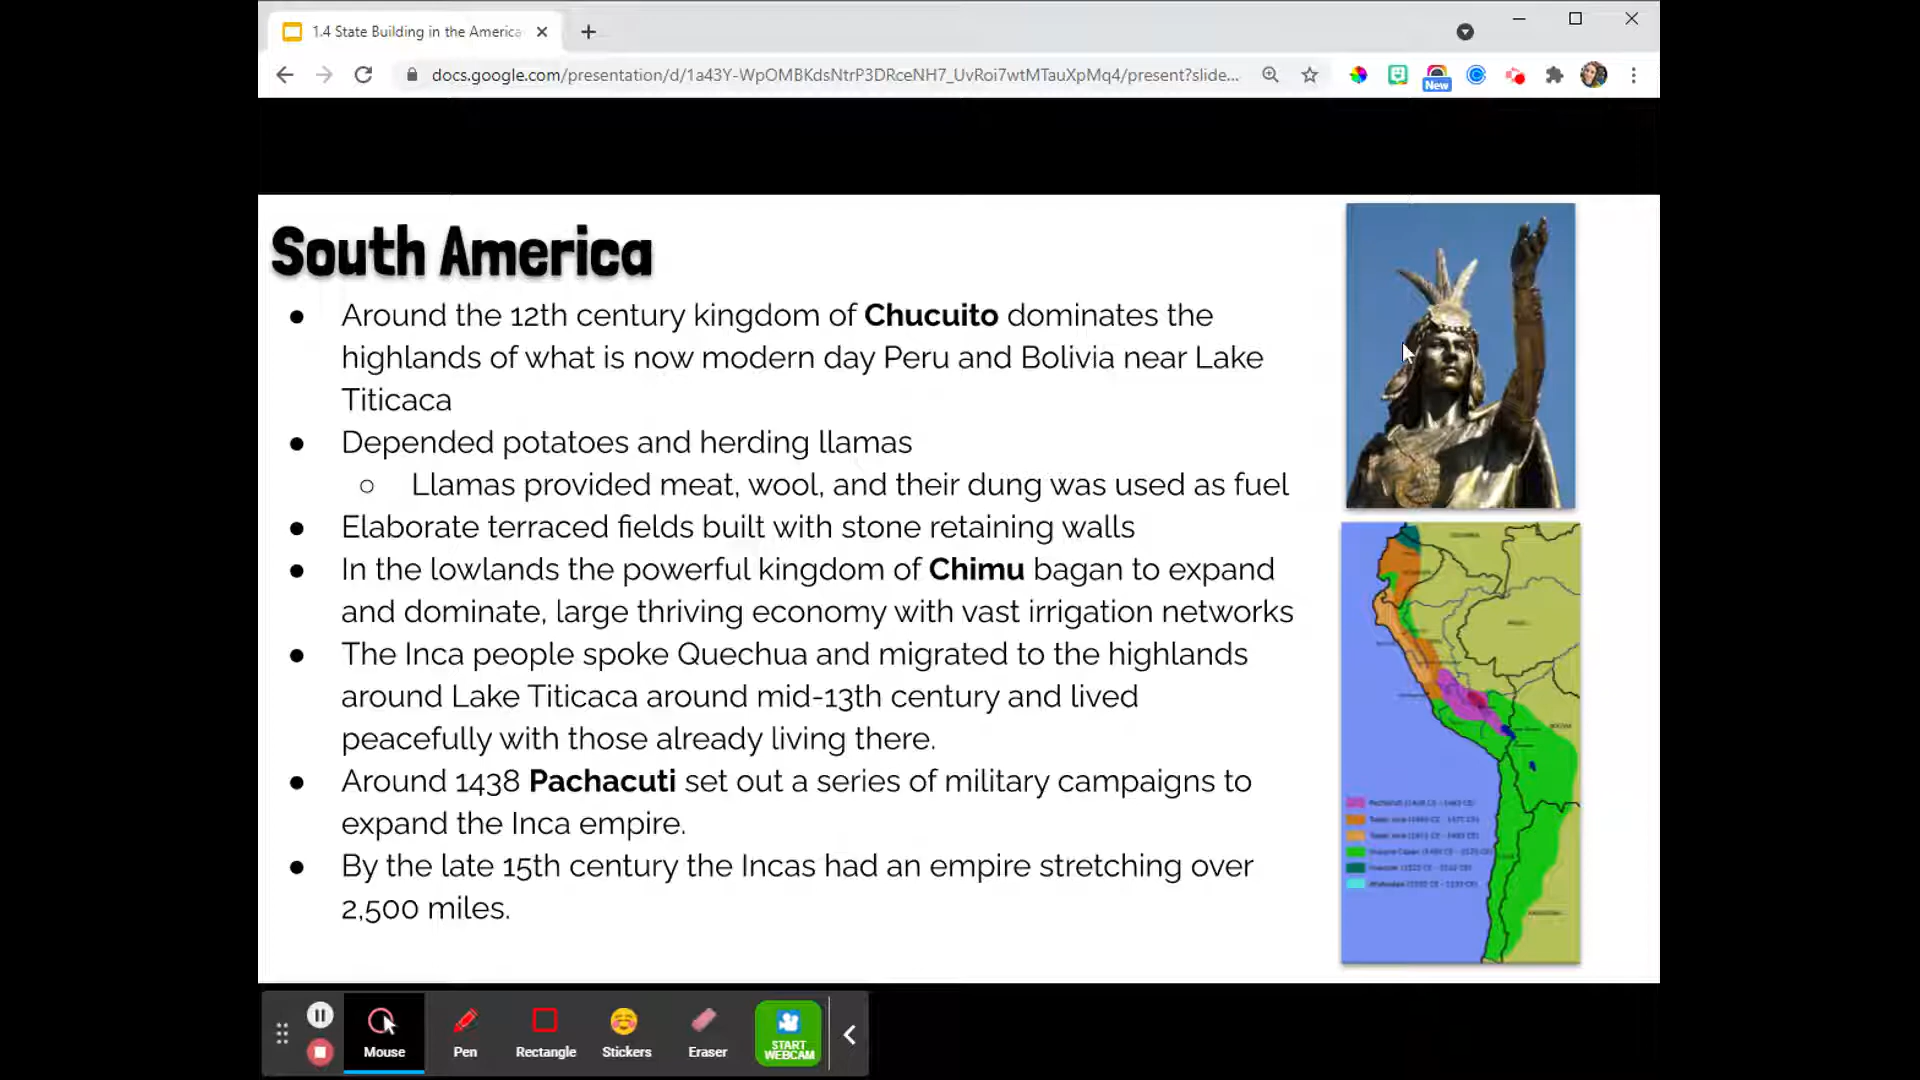 1.4 State Building in the America
docs.google.com/presentation/d/1a43Y-WpOMBKdsNtrP3DRceNH7_UvRoi7wtMTauXpMq4/present?slide...
New
South America
● Around the 12th century kingdom of Chucuito dominates the
highlands of what is now modern day Peru and Bolivia near Lake
Titicaca
● Depended potatoes and herding llamas
○ Llamas provided meat, wool, and their dung was used as fuel
● Elaborate terraced fields built with stone retaining walls
● In the lowlands the powerful kingdom of Chimu bagan to expand
and dominate, large thriving economy with vast irrigation networks
● The Inca people spoke Quechua and migrated to the highlands
around Lake Titicaca around mid-13th century and lived
peacefully with those already living there.
● Around 1438 Pachacuti set out a series of military campaigns to
expand the Inca empire.
● By the late 15th century the Incas had an empire stretching over
2,500 miles.
Mouse
Pen
Rectangle
Stickers
Eraser
START
WEBCAM